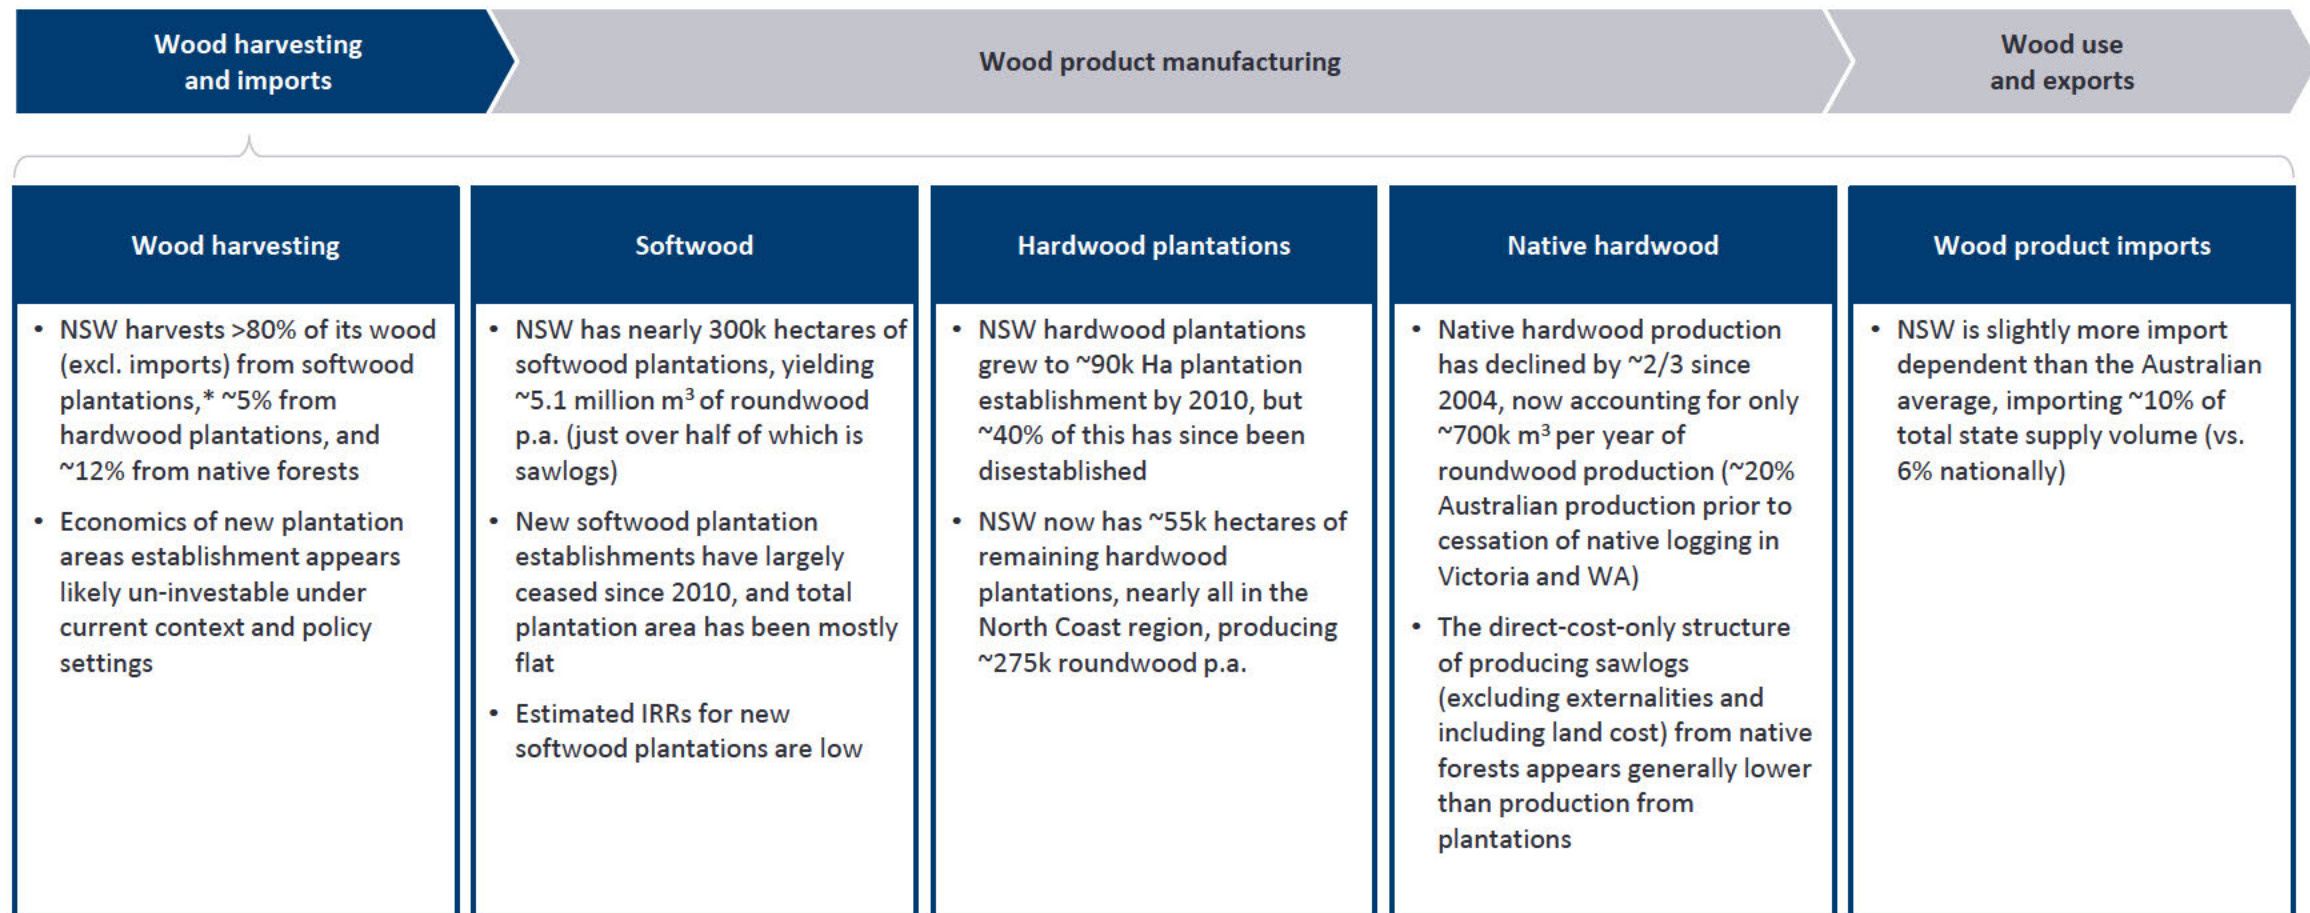 Wood harvesting
and imports
Wood product manufacturing
Wood use
and exports
Wood harvesting
• NSW harvests >80% of its wood
(excl. imports) from softwood
plantations,* ~5% from
hardwood plantations, and
~12% from native forests
• Economics of new plantation
areas establishment appears
likely un-investable under
current context and policy
settings
Softwood
• NSW has nearly 300k hectares of
softwood plantations, yielding
~5.1 million m³ of roundwood
p.a. (just over half of which is
sawlogs)
• New softwood plantation
establishments have largely
ceased since 2010, and total
plantation area has been mostly
flat
• Estimated IRRs for new
softwood plantations are low
Hardwood plantations
• NSW hardwood plantations
grew to ~90k Ha plantation
establishment by 2010, but
~40% of this has since been
disestablished
• NSW now has ~55k hectares of
remaining hardwood
plantations, nearly all in the
North Coast region, producing
~275k roundwood p.a.
Native hardwood
• Native hardwood production
has declined by ~2/3 since
2004, now accounting for only
~700k m³ per year of
roundwood production (~20%
Australian production prior to
cessation of native logging in
Victoria and WA)
• The direct-cost-only structure
of producing sawlogs
(excluding externalities and
including land cost) from native
forests appears generally lower
than production from
plantations
Wood product imports
• NSW is slightly more import
dependent than the Australian
average, importing ~10% of
total state supply volume (vs.
6% nationally)